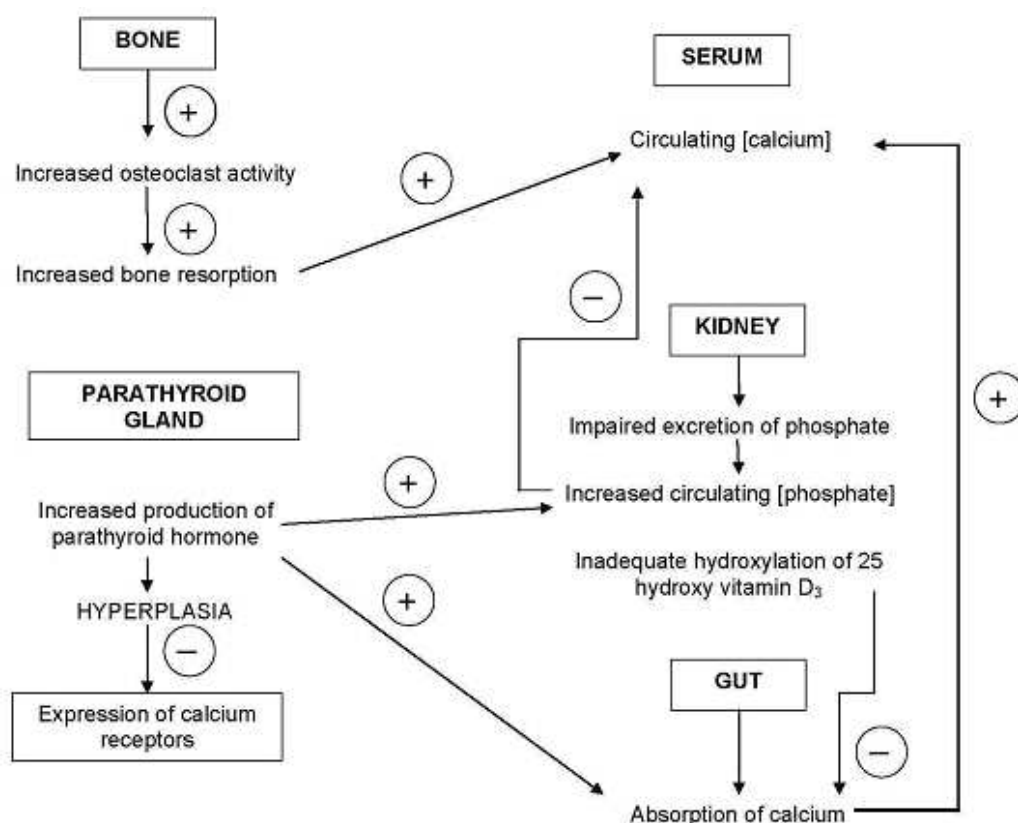 BONE
+
Increased osteoclast activity
+
Increased bone resorption
+
SERUM
Circulating [calcium]
−
KIDNEY
Impaired excretion of phosphate
Increased circulating [phosphate]
Inadequate hydroxylation of 25
hydroxy vitamin D₃
+
PARATHYROID
GLAND
Increased production of
parathyroid hormone
+
+
HYPERPLASIA
−
Expression of calcium
receptors
GUT
−
Absorption of calcium